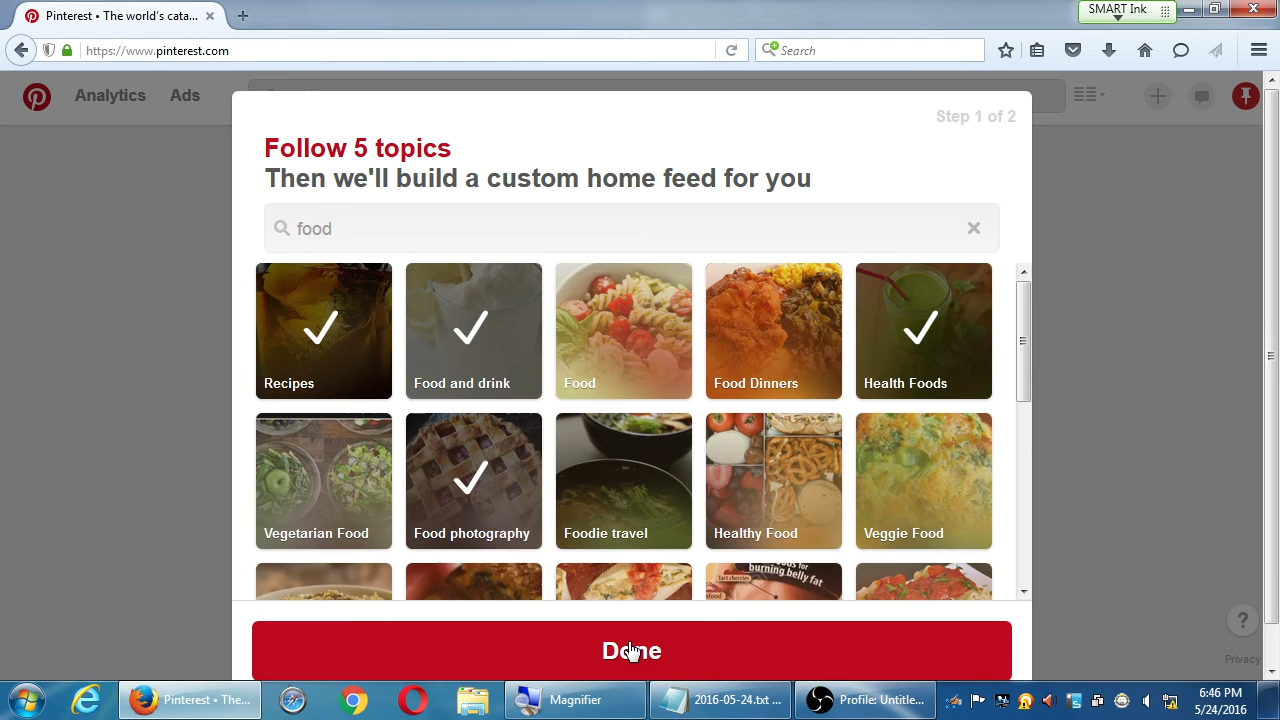 Pinterest • The world's cata...
SMART Ink
https://www.pinterest.com
Search
Analytics
Ads
Step 1 of 2
Follow 5 topics
Then we'll build a custom home feed for you
food
Recipes
Food and drink
Food
Food Dinners
Health Foods
Vegetarian Food
Food photography
Foodie travel
Healthy Food
Veggie Food
burning belly fat
Tart cherries
Done
?
Privacy
Pinterest • The...
Magnifier
2016-05-24.txt ...
Profile: Untitle...
6:46 PM
5/24/2016